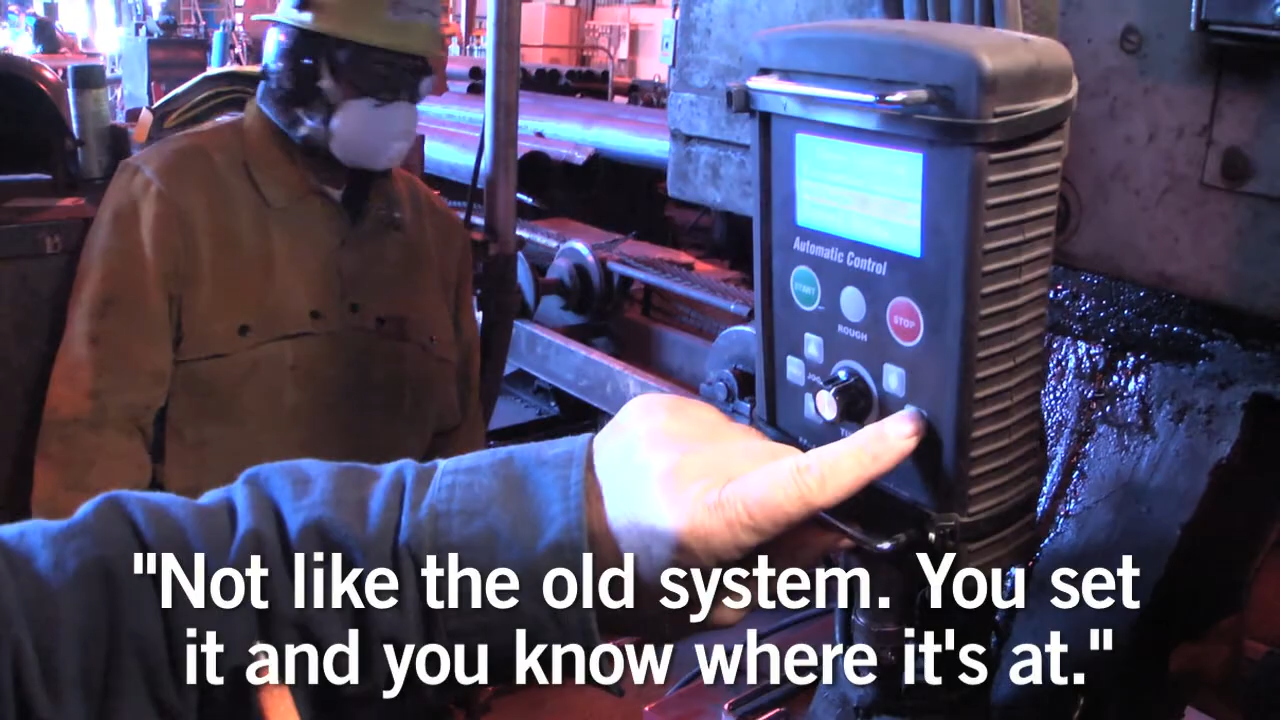 Automatic Control
START
STOP
ROUGH
JOG
"Not like the old system. You set
it and you know where it's at."